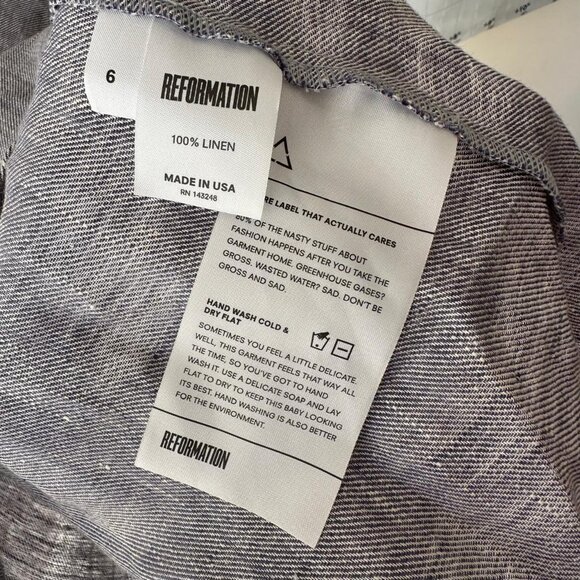 6
REFORMATION
100% LINEN
MADE IN USA
RN 143248
RE LABEL THAT ACTUALLY CARES
80% OF THE NASTY STUFF ABOUT
FASHION HAPPENS AFTER YOU TAKE THE
GARMENT HOME. GREENHOUSE GASES?
GROSS. WASTED WATER? SAD. DON'T BE
GROSS AND SAD.
HAND WASH COLD &
DRY FLAT
SOMETIMES YOU FEEL A LITTLE DELICATE.
WELL, THIS GARMENT FEELS THAT WAY ALL
THE TIME, SO YOU'VE GOT TO HAND
WASH IT. USE A DELICATE SOAP AND LAY
FLAT TO DRY TO KEEP THIS BABY LOOKING
ITS BEST. HAND WASHING IS ALSO BETTER
FOR THE ENVIRONMENT.
REFORMATION